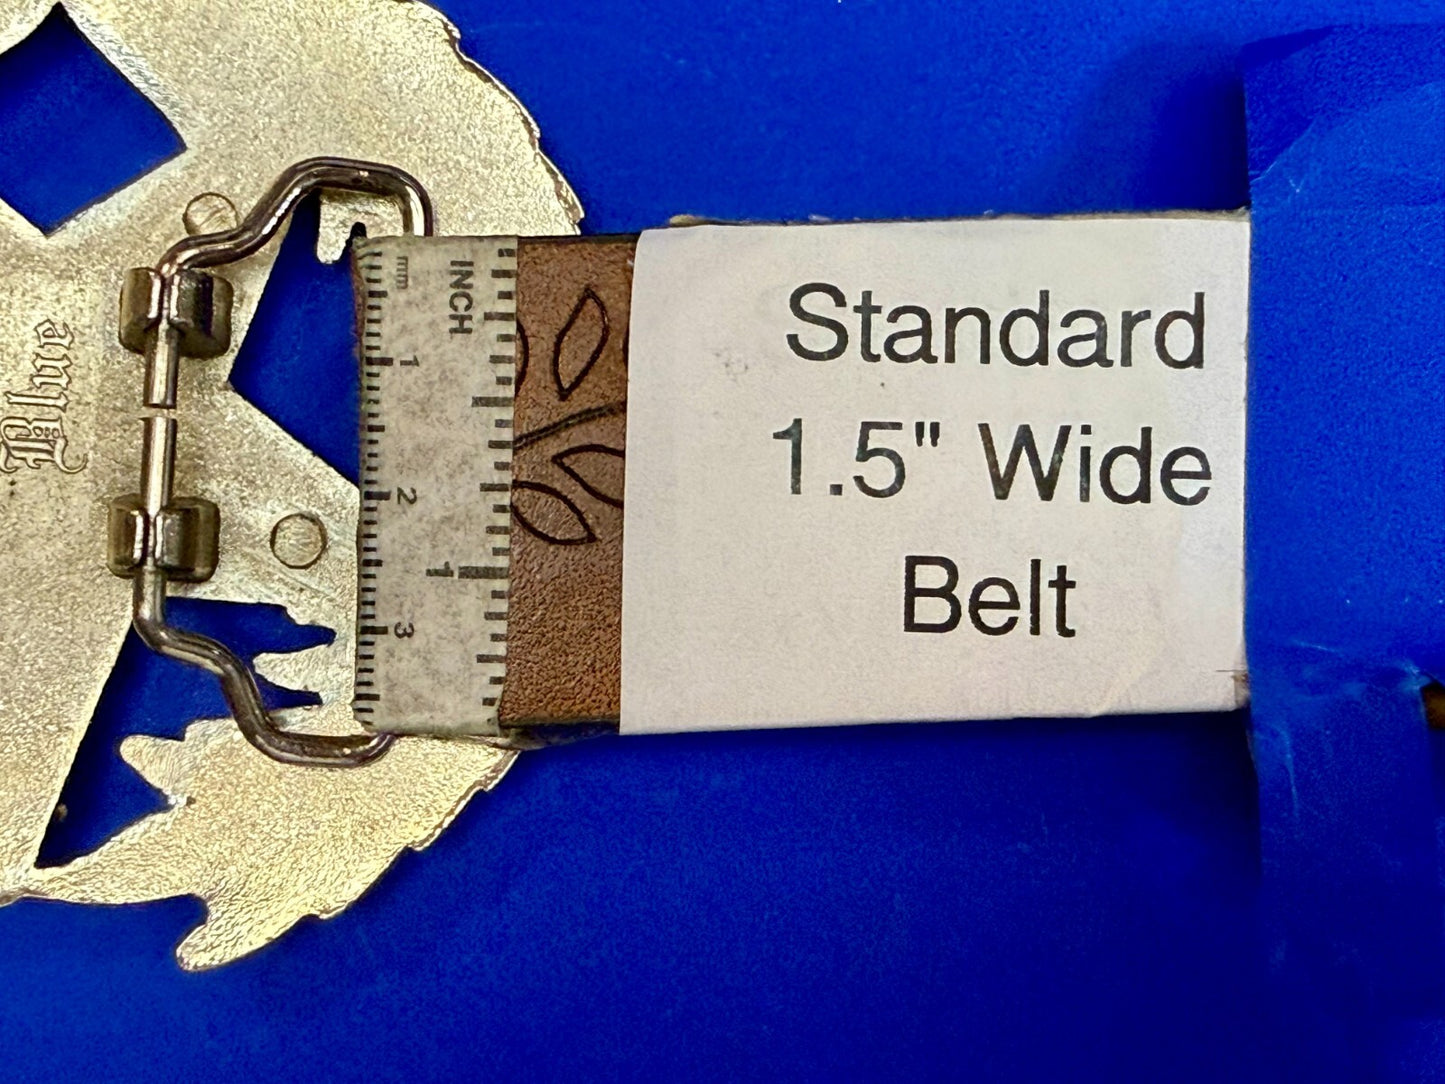 Blue
mm
INCH
1
2
1
3
Standard
1.5" Wide
Belt